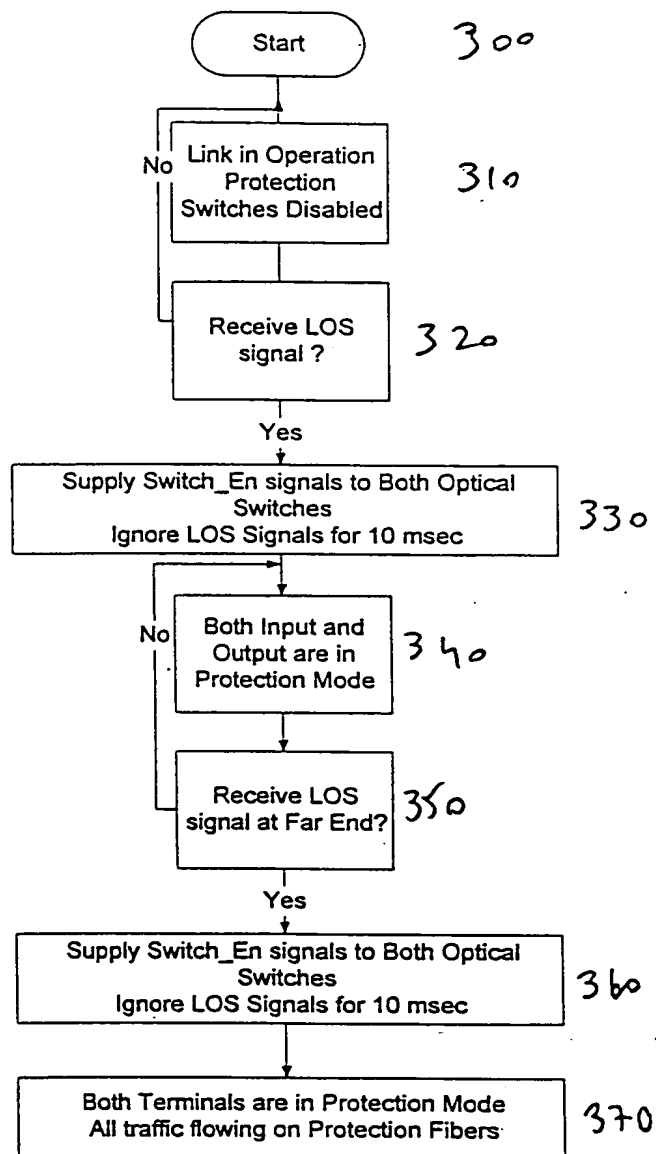 Start
300
No
Link in Operation
Protection
Switches Disabled
310
Receive LOS
signal ?
320
Yes
Supply Switch_En signals to Both Optical
Switches
Ignore LOS Signals for 10 msec
330
No
Both Input and
Output are in
Protection Mode
340
Receive LOS
signal at Far End?
350
Yes
Supply Switch_En signals to Both Optical
Switches
Ignore LOS Signals for 10 msec
360
Both Terminals are in Protection Mode
All traffic flowing on Protection Fibers
370